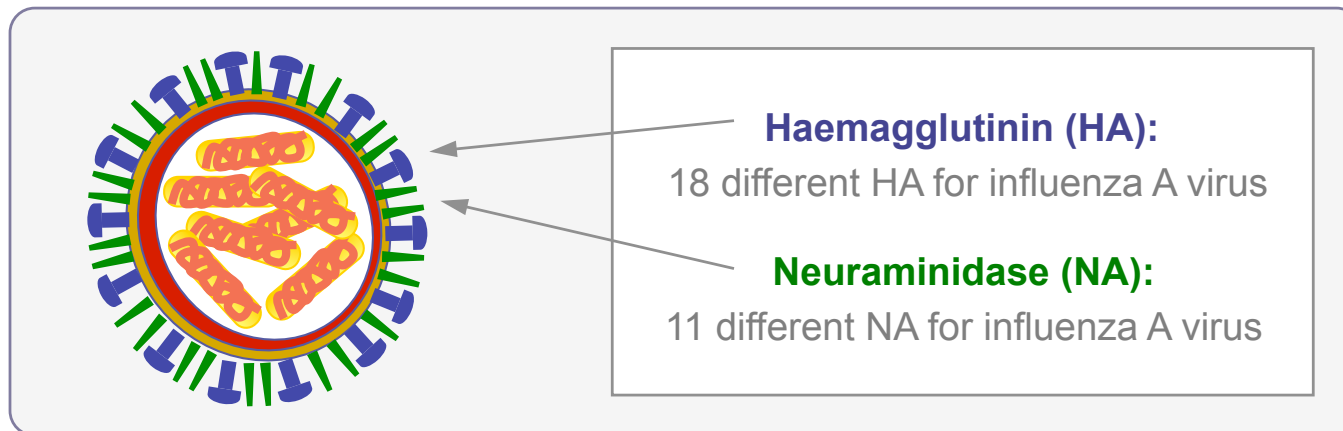 Haemagglutinin (HA):
18 different HA for influenza A virus
Neuraminidase (NA):
11 different NA for influenza A virus